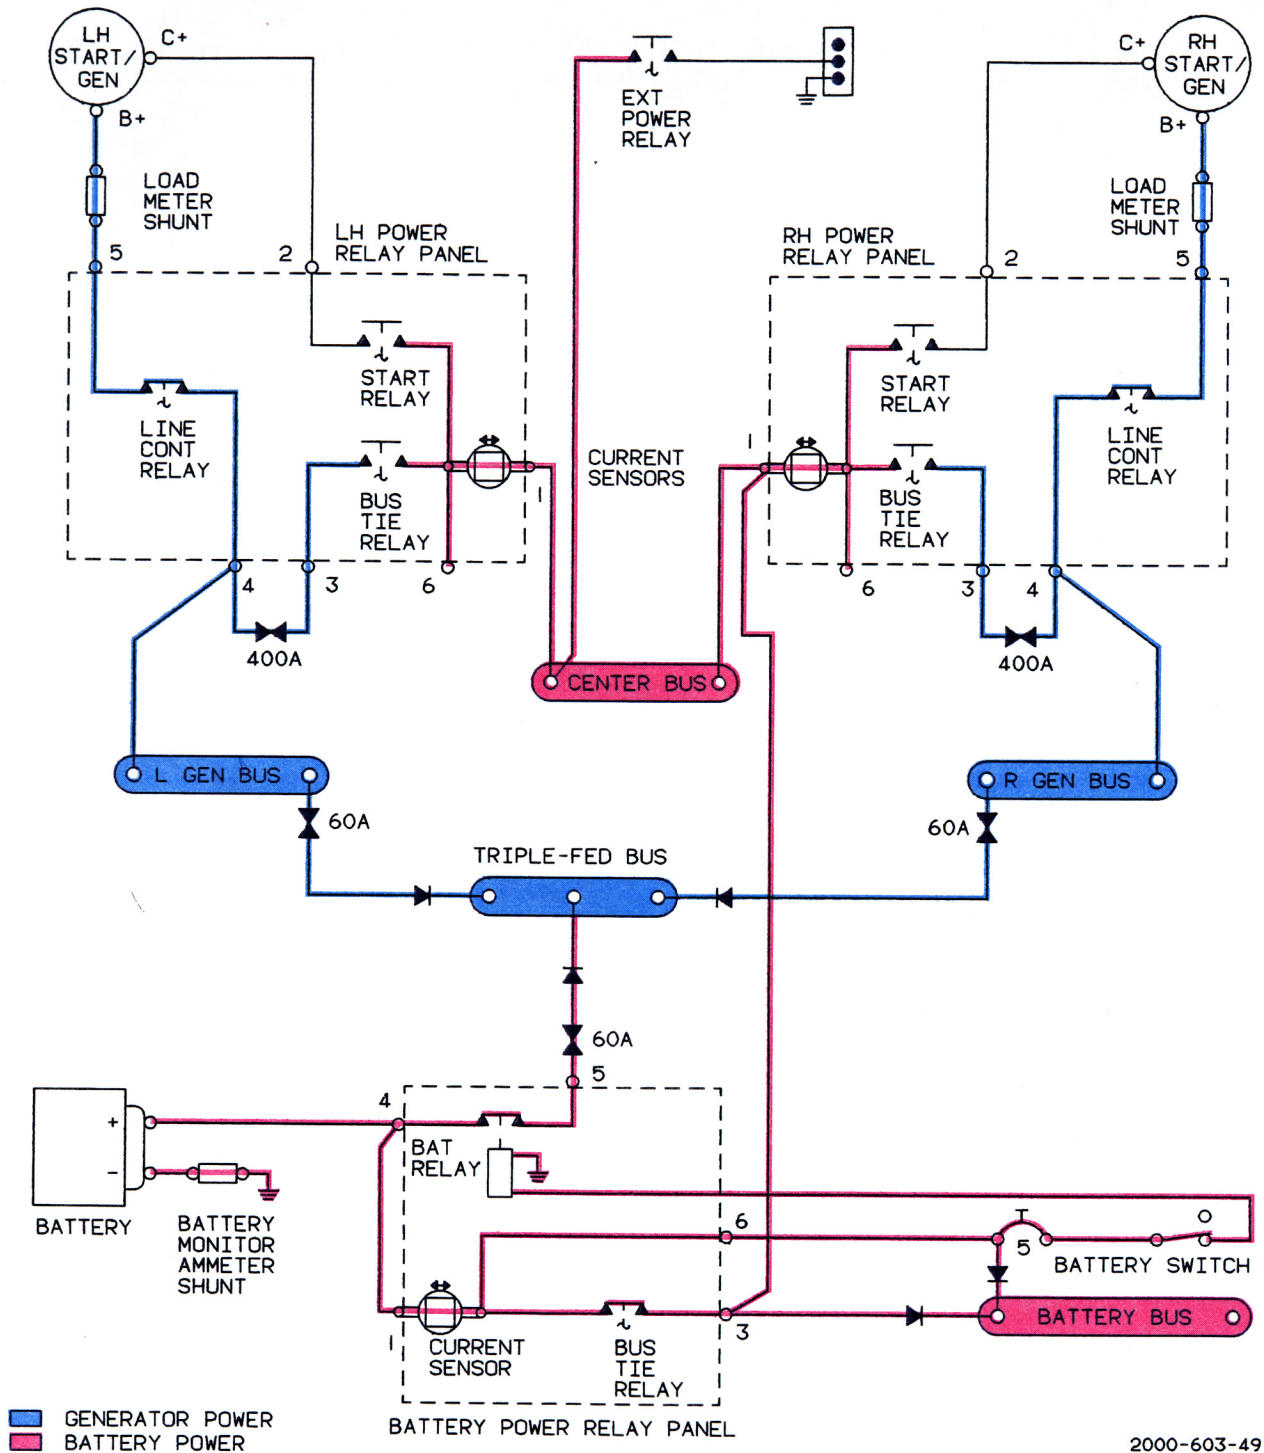 LH
START/
GEN
C+
B+
LOAD
METER
SHUNT
5
2
LH POWER
RELAY PANEL
EXT
POWER
RELAY
C+
RH
START/
GEN
B+
LOAD
METER
SHUNT
RH POWER
RELAY PANEL
2
5
START
RELAY
LINE
CONT
RELAY
BUS
TIE
RELAY
1
4
3
6
400A
CURRENT
SENSORS
1
START
RELAY
BUS
TIE
RELAY
LINE
CONT
RELAY
6
3
4
400A
CENTER BUS
L GEN BUS
60A
R GEN BUS
60A
TRIPLE-FED BUS
60A
5
4
+
-
BATTERY
BATTERY
MONITOR
AMMETER
SHUNT
BAT
RELAY
6
5
BATTERY SWITCH
1
CURRENT
SENSOR
BUS
TIE
RELAY
3
BATTERY BUS
BATTERY POWER RELAY PANEL
GENERATOR POWER
BATTERY POWER
2000-603-49